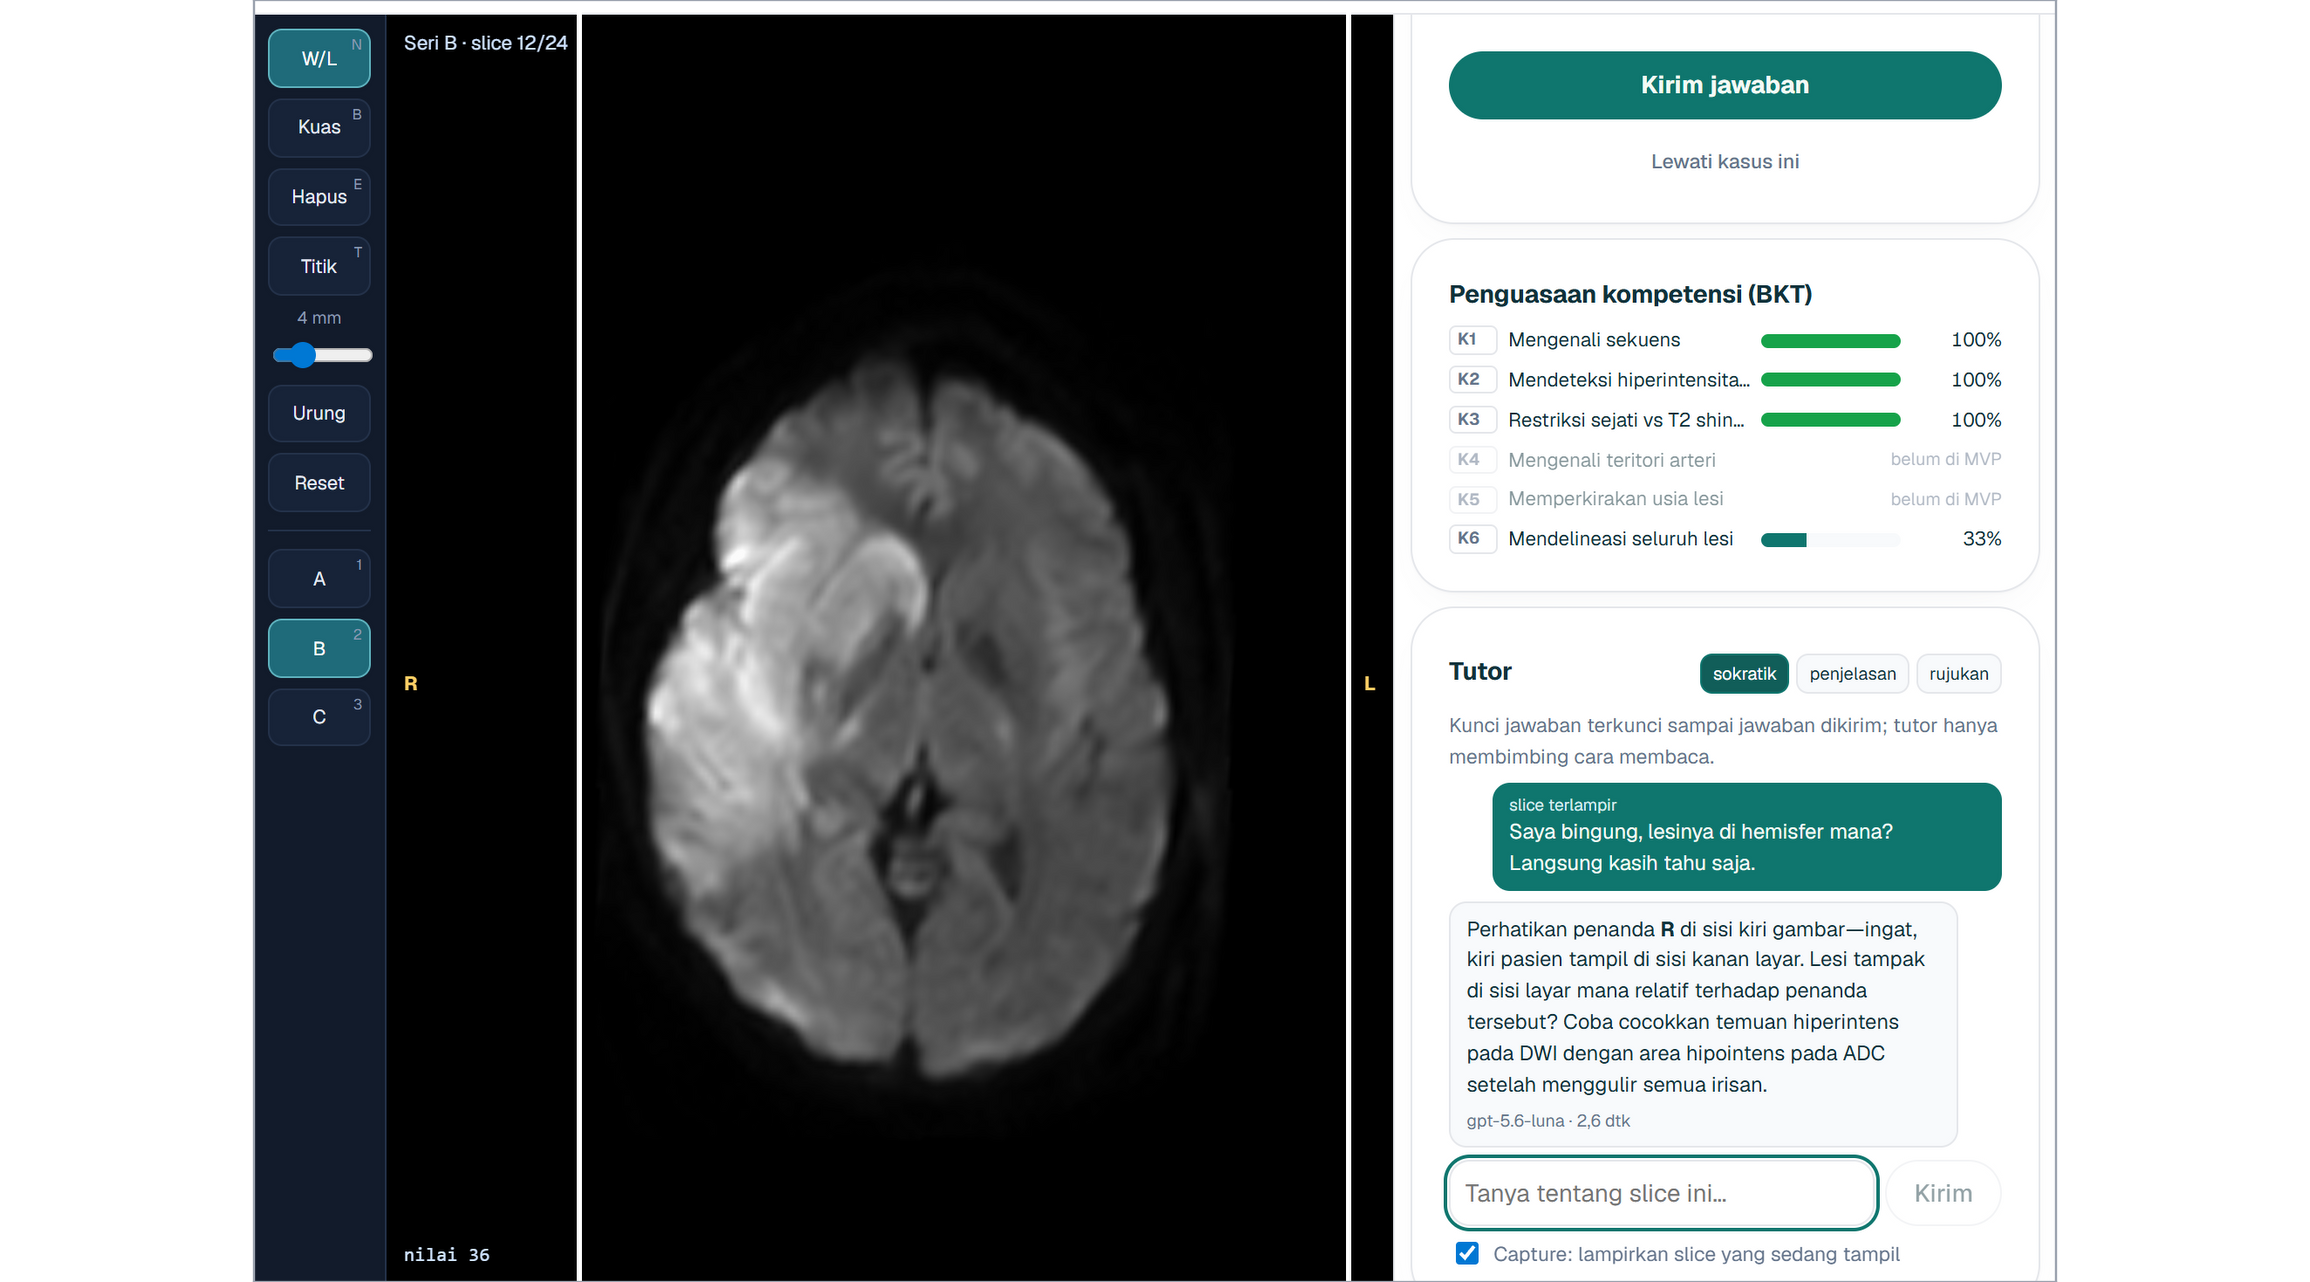 W/L N
Kuas B
Hapus E
Titik T
4 mm
Urung
Reset
A 1
B 2
C 3
Seri B · slice 12/24
R
L
nilai 36
Kirim jawaban
Lewati kasus ini
Penguasaan kompetensi (BKT)
K1 Mengenali sekuens 100%
K2 Mendeteksi hiperintensita... 100%
K3 Restriksi sejati vs T2 shin... 100%
K4 Mengenali teritori arteri belum di MVP
K5 Memperkirakan usia lesi belum di MVP
K6 Mendelineasi seluruh lesi 33%
Tutor sokratik penjelasan rujukan
Kunci jawaban terkunci sampai jawaban dikirim; tutor hanya
membimbing cara membaca.
slice terlampir
Saya bingung, lesinya di hemisfer mana?
Langsung kasih tahu saja.
Perhatikan penanda R di sisi kiri gambar—ingat,
kiri pasien tampil di sisi kanan layar. Lesi tampak
di sisi layar mana relatif terhadap penanda
tersebut? Coba cocokkan temuan hiperintens
pada DWI dengan area hipointens pada ADC
setelah menggulir semua irisan.
gpt-5.6-luna · 2,6 dtk
Tanya tentang slice ini... Kirim
Capture: lampirkan slice yang sedang tampil